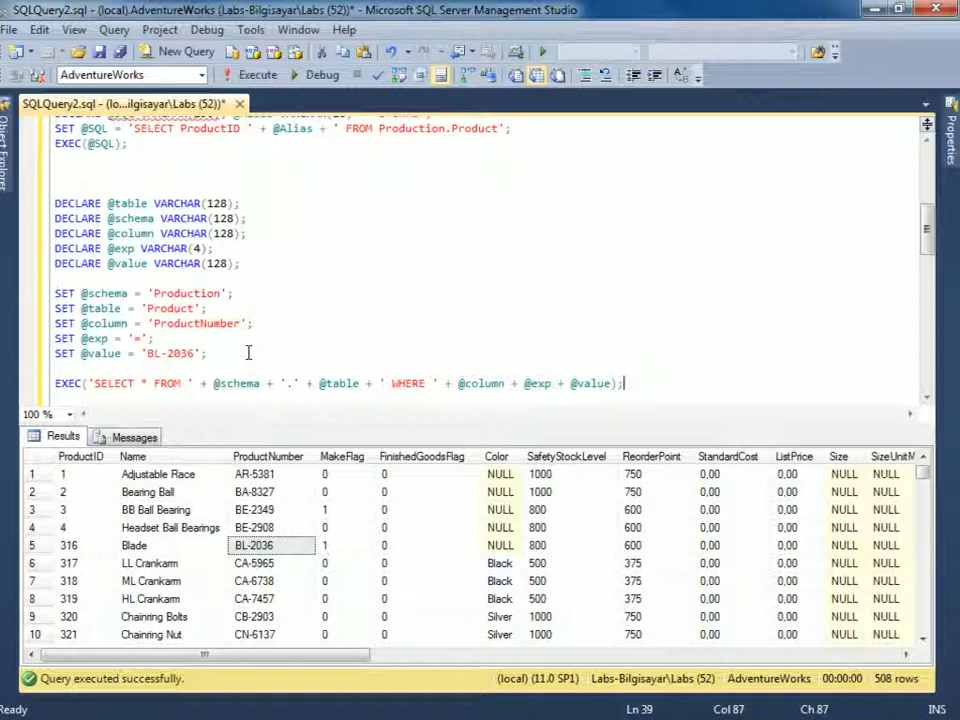 SQLQuery2.sql - (local).AdventureWorks (Labs-Bilgisayar\Labs (52))* - Microsoft SQL Server Management Studio
File Edit View Query Project Debug Tools Window Help
New Query
AdventureWorks Execute Debug
SQLQuery2.sql - (lo...ilgisayar\Labs (52))*
Object Explorer
Properties
SET @SQL = 'SELECT ProductID ' + @Alias + ' FROM Production.Product';
EXEC(@SQL);
DECLARE @table VARCHAR(128);
DECLARE @schema VARCHAR(128);
DECLARE @column VARCHAR(128);
DECLARE @exp VARCHAR(4);
DECLARE @value VARCHAR(128);
SET @schema = 'Production';
SET @table = 'Product';
SET @column = 'ProductNumber';
SET @exp = '=';
SET @value = 'BL-2036';
EXEC('SELECT * FROM ' + @schema + '.' + @table + ' WHERE ' + @column + @exp + @value);
100 %
Results Messages
ProductID Name ProductNumber MakeFlag FinishedGoodsFlag Color SafetyStockLevel ReorderPoint StandardCost ListPrice Size SizeUnitM
1 1 Adjustable Race AR-5381 0 0 NULL 1000 750 0,00 0,00 NULL NULL
2 2 Bearing Ball BA-8327 0 0 NULL 1000 750 0,00 0,00 NULL NULL
3 3 BB Ball Bearing BE-2349 1 0 NULL 800 600 0,00 0,00 NULL NULL
4 4 Headset Ball Bearings BE-2908 0 0 NULL 800 600 0,00 0,00 NULL NULL
5 316 Blade BL-2036 1 0 NULL 800 600 0,00 0,00 NULL NULL
6 317 LL Crankarm CA-5965 0 0 Black 500 375 0,00 0,00 NULL NULL
7 318 ML Crankarm CA-6738 0 0 Black 500 375 0,00 0,00 NULL NULL
8 319 HL Crankarm CA-7457 0 0 Black 500 375 0,00 0,00 NULL NULL
9 320 Chainring Bolts CB-2903 0 0 Silver 1000 750 0,00 0,00 NULL NULL
10 321 Chainring Nut CN-6137 0 0 Silver 1000 750 0,00 0,00 NULL NULL
Query executed successfully. (local) (11.0 SP1) Labs-Bilgisayar\Labs (52) AdventureWorks 00:00:00 508 rows
Ready Ln 39 Col 87 Ch 87 INS